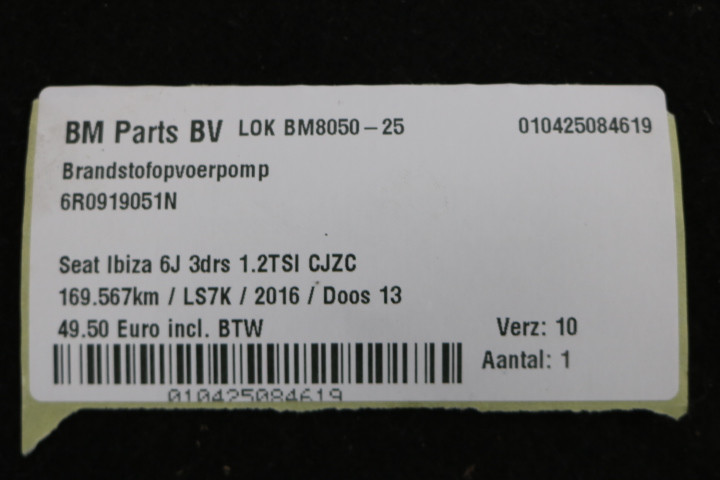 BM Parts BV LOK BM8050-25 010425084619
Brandstofopvoerpomp
6R0919051N
Seat Ibiza 6J 3drs 1.2TSI CJZC
169.567km / LS7K / 2016 / Doos 13
49.50 Euro incl. BTW Verz: 10
Aantal: 1
010425084619